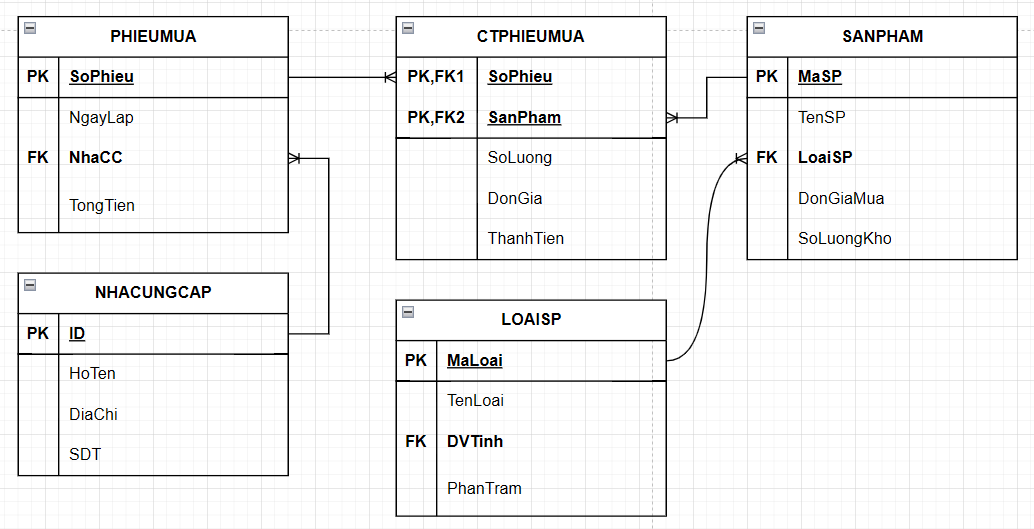 PHIEUMUA
PK SoPhieu
NgayLap
FK NhaCC
TongTien
CTPHIEUMUA
PK,FK1 SoPhieu
PK,FK2 SanPham
SoLuong
DonGia
ThanhTien
SANPHAM
PK MaSP
TenSP
FK LoaiSP
DonGiaMua
SoLuongKho
NHACUNGCAP
PK ID
HoTen
DiaChi
SDT
LOAISP
PK MaLoai
TenLoai
FK DVTinh
PhanTram